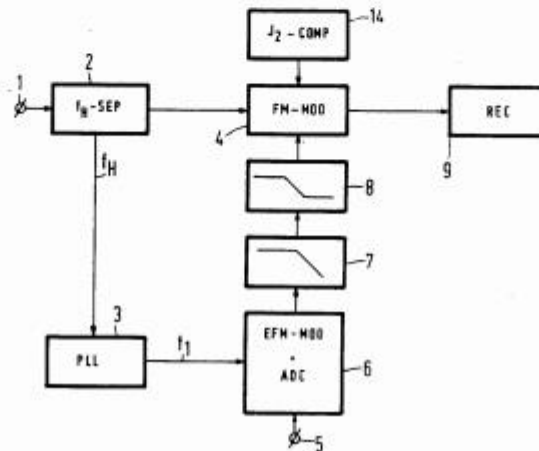 14
J2-COMP
1
2
fH-SEP
FM-MOD
REC
4
9
fH
8
7
3
PLL
f1
EFM-MOD
+
ADC
6
5